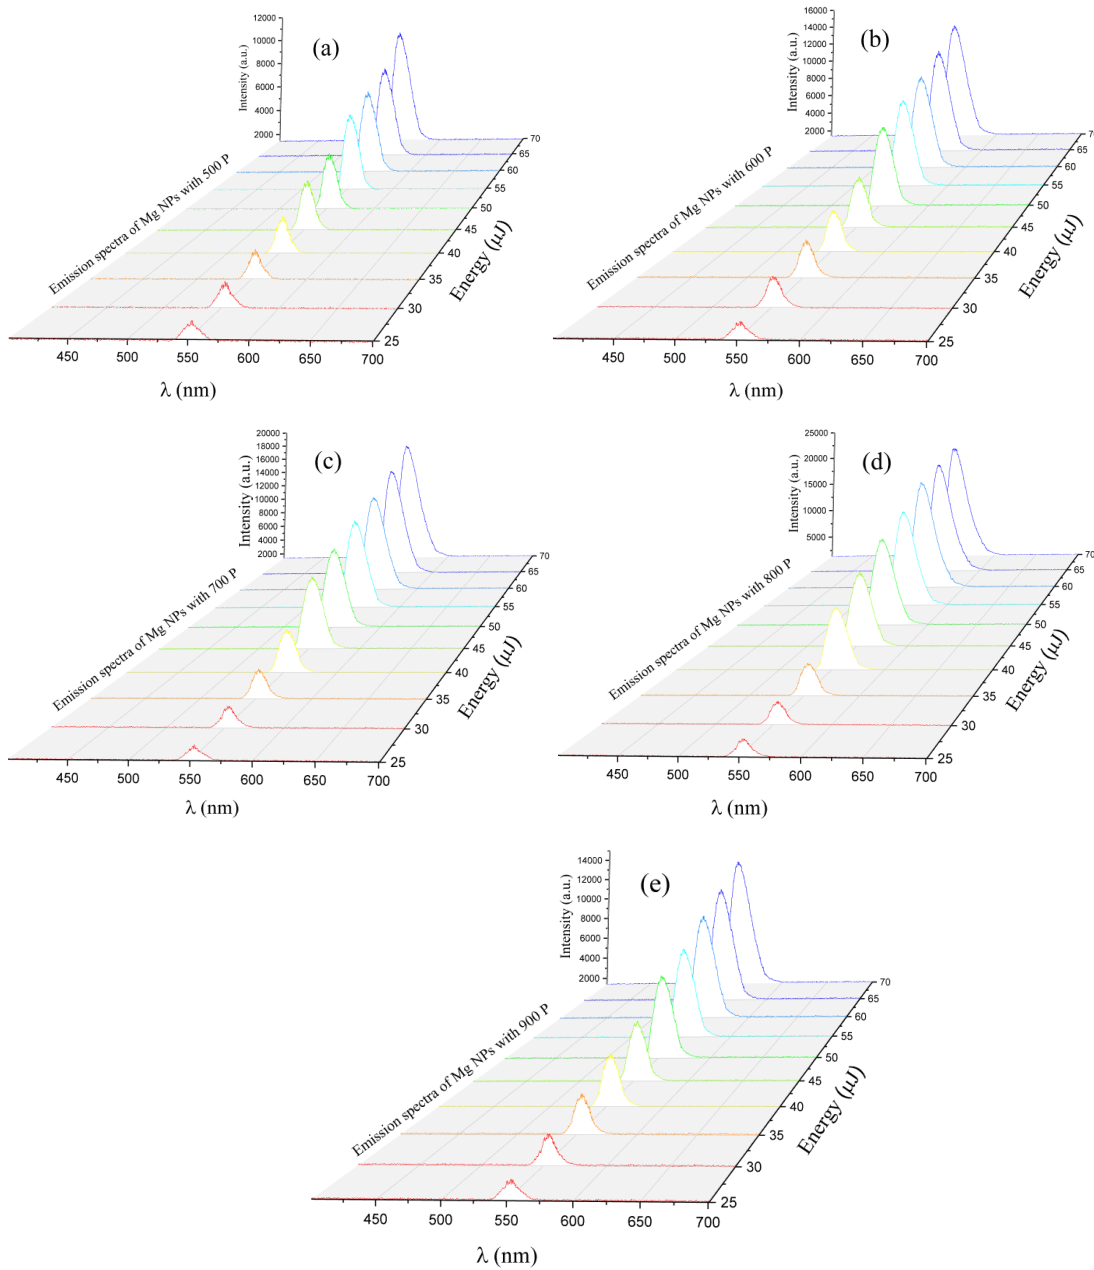 (a)
Intensity (a.u.)
12000
10000
8000
6000
4000
2000
Emission spectra of Mg NPs with 500 P
70
65
60
55
50
45
40
35
30
25
Energy (μJ)
450 500 550 600 650 700
λ (nm)
(b)
Intensity (a.u.)
16000
14000
12000
10000
8000
6000
4000
2000
Emission spectra of Mg NPs with 600 P
70
65
60
55
50
45
40
35
30
25
Energy (μJ)
450 500 550 600 650 700
λ (nm)
(c)
Intensity (a.u.)
20000
18000
16000
14000
12000
10000
8000
6000
4000
2000
Emission spectra of Mg NPs with 700 P
70
65
60
55
50
45
40
35
30
25
Energy (μJ)
450 500 550 600 650 700
λ (nm)
(d)
Intensity (a.u.)
25000
20000
15000
10000
5000
Emission spectra of Mg NPs with 800 P
70
65
60
55
50
45
40
35
30
25
Energy (μJ)
450 500 550 600 650 700
λ (nm)
(e)
Intensity (a.u.)
14000
12000
10000
8000
6000
4000
2000
Emission spectra of Mg NPs with 900 P
70
65
60
55
50
45
40
35
30
25
Energy (μJ)
450 500 550 600 650 700
λ (nm)